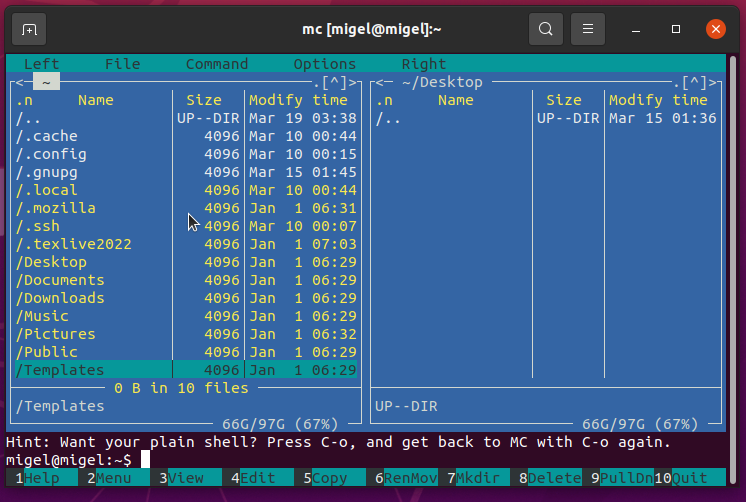 mc [migel@migel]:~
Left File Command Options Right
<─ ~ ─.[^]>
.n Name Size Modify time
/.. UP--DIR Mar 19 03:38
/.cache 4096 Mar 10 00:44
/.config 4096 Mar 10 00:15
/.gnupg 4096 Mar 15 01:45
/.local 4096 Mar 10 00:44
/.mozilla 4096 Jan 1 06:31
/.ssh 4096 Mar 10 00:07
/.texlive2022 4096 Jan 1 07:03
/Desktop 4096 Jan 1 06:29
/Documents 4096 Jan 1 06:29
/Downloads 4096 Jan 1 06:29
/Music 4096 Jan 1 06:29
/Pictures 4096 Jan 1 06:32
/Public 4096 Jan 1 06:29
/Templates 4096 Jan 1 06:29
0 B in 10 files
/Templates
66G/97G (67%)
<─ ~/Desktop ─.[^]>
.n Name Size Modify time
/.. UP--DIR Mar 15 01:36
UP--DIR
66G/97G (67%)
Hint: Want your plain shell? Press C-o, and get back to MC with C-o again.
migel@migel:~$
1Help 2Menu 3View 4Edit 5Copy 6RenMov 7Mkdir 8Delete 9PullDn 10Quit